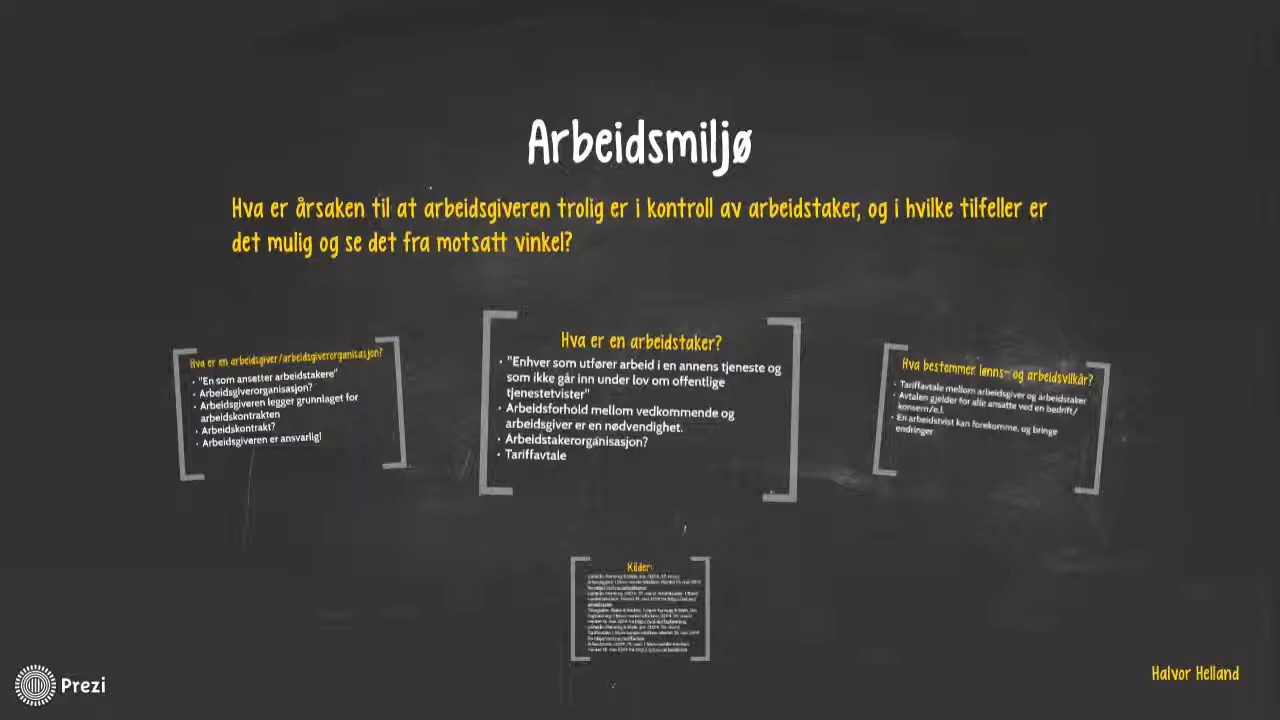 Arbeidsmiljø
Hva er årsaken til at arbeidsgiveren trolig er i kontroll av arbeidstaker, og i hvilke tilfeller er
det mulig og se det fra motsatt vinkel?
Hva er en arbeidsgiver/arbeidsgiverorganisasjon?
• "En som ansetter arbeidstakere"
• Arbeidsgiverorganisasjon?
• Arbeidsgiveren legger grunnlaget for
arbeidskontrakten
• Arbeidskontrakt?
• Arbeidsgiveren er ansvarlig!
Hva er en arbeidstaker?
• "Enhver som utfører arbeid i en annens tjeneste og
som ikke går inn under lov om offentlige
tjenestetvister"
• Arbeidsforhold mellom vedkommende og
arbeidsgiver er en nødvendighet.
• Arbeidstakerorganisasjon?
• Tariffavtale
Hva bestemmer lønns- og arbeidsvilkår?
• Tariffavtale mellom arbeidsgiver og arbeidstaker
• Avtalen gjelder for alle ansatte ved en bedrift/
konsern/e.l.
• En arbeidstvist kan forekomme, og bringe
endringer
Kilder:
Halvor Helland
Prezi